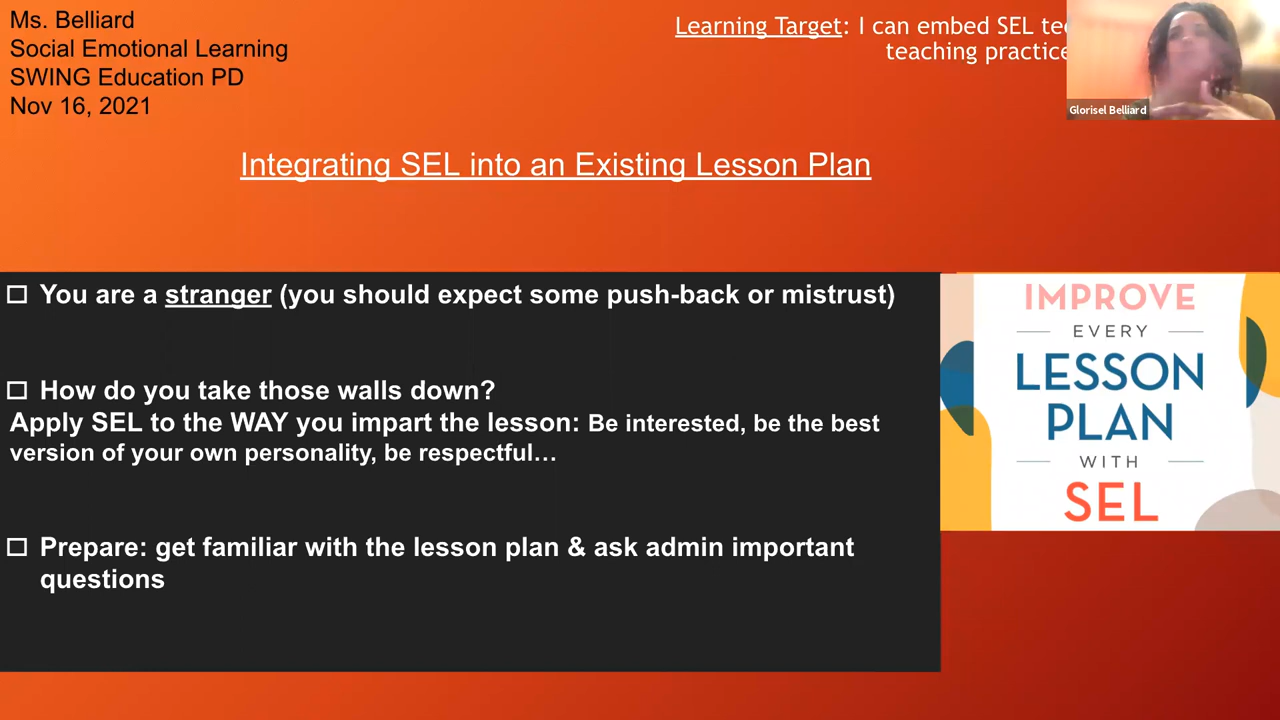 Ms. Belliard
Social Emotional Learning
SWING Education PD
Nov 16, 2021
Learning Target: I can embed SEL
teaching
Glorisel Belliard
Integrating SEL into an Existing Lesson Plan
You are a stranger (you should expect some push-back or mistrust)
How do you take those walls down?
Apply SEL to the WAY you impart the lesson: Be interested, be the best
version of your own personality, be respectful…
Prepare: get familiar with the lesson plan & ask admin important
questions
IMPROVE
EVERY
LESSON
PLAN
WITH
SEL